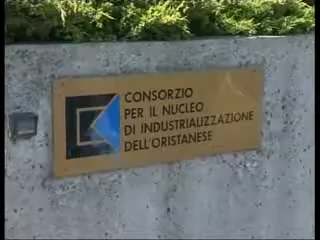 CONSORZIO
PER IL NUCLEO
DI INDUSTRIALIZZAZIONE
DELL'ORISTANESE